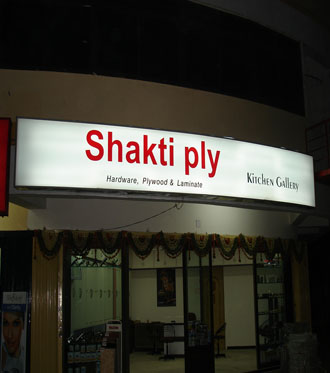 Shakti ply
Hardware, Plywood & Laminate
Kitchen Gallery